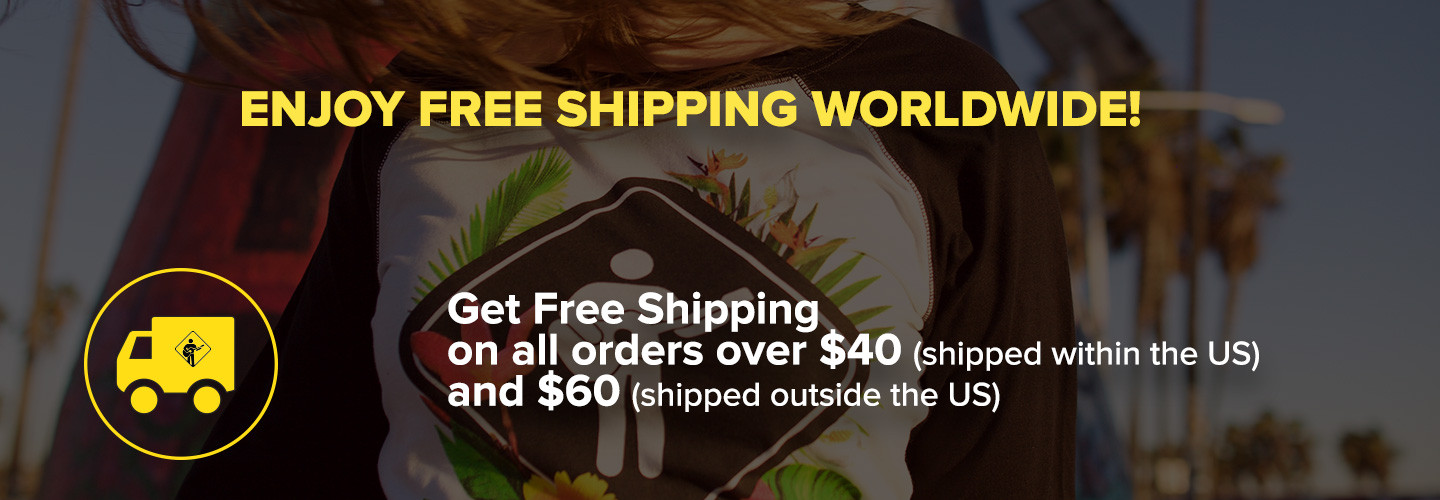 ENJOY FREE SHIPPING WORLDWIDE!
Get Free Shipping
on all orders over $40 (shipped within the US)
and $60 (shipped outside the US)